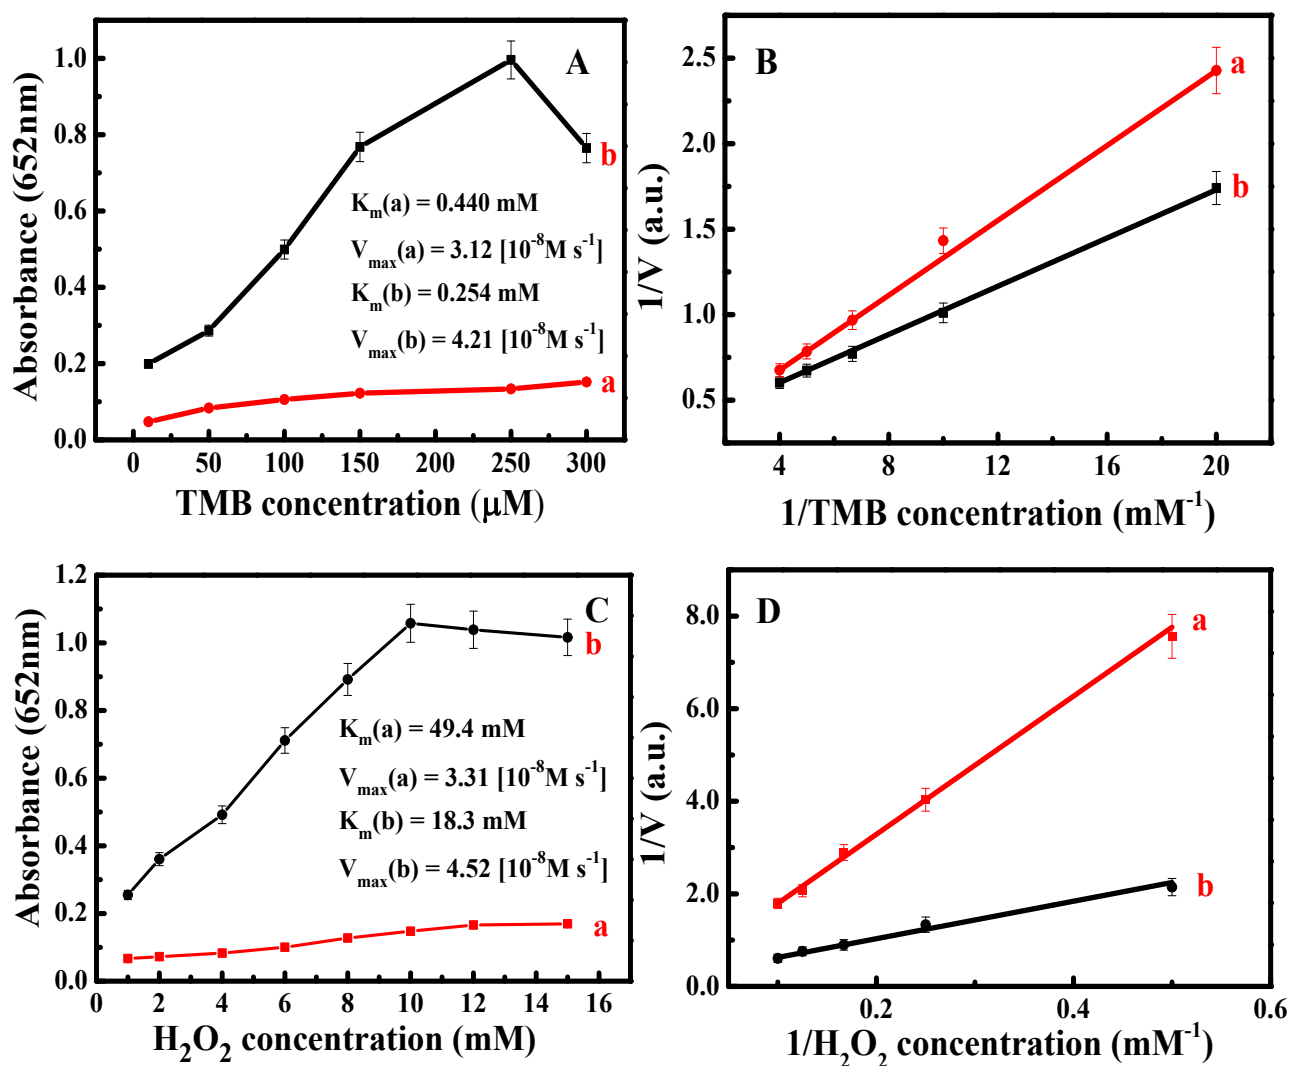 A
Absorbance ((652nm)
1.0
0.8
0.6
0.4
0.2
0.0
b
a
K_m(a) = 0.440 mM
V_max(a) = 3.12 [10^-8M s^-1]
K_m(b) = 0.254 mM
V_max(b) = 4.21 [10^-8M s^-1]
0 50 100 150 200 250 300
TMB concentration (μM)
B
1/V (a.u.)
2.5
2.0
1.5
1.0
0.5
a
b
4 8 12 16 20
1/TMB concentration (mM^-1)
C
Absorbance ((652nm)
1.2
1.0
0.8
0.6
0.4
0.2
0.0
b
a
K_m(a) = 49.4 mM
V_max(a) = 3.31 [10^-8M s^-1]
K_m(b) = 18.3 mM
V_max(b) = 4.52 [10^-8M s^-1]
0 2 4 6 8 10 12 14 16
H_2O_2 concentration (mM)
D
1/V (a.u.)
8.0
6.0
4.0
2.0
0.0
a
b
0.2 0.4 0.6
1/H_2O_2 concentration (mM^-1)